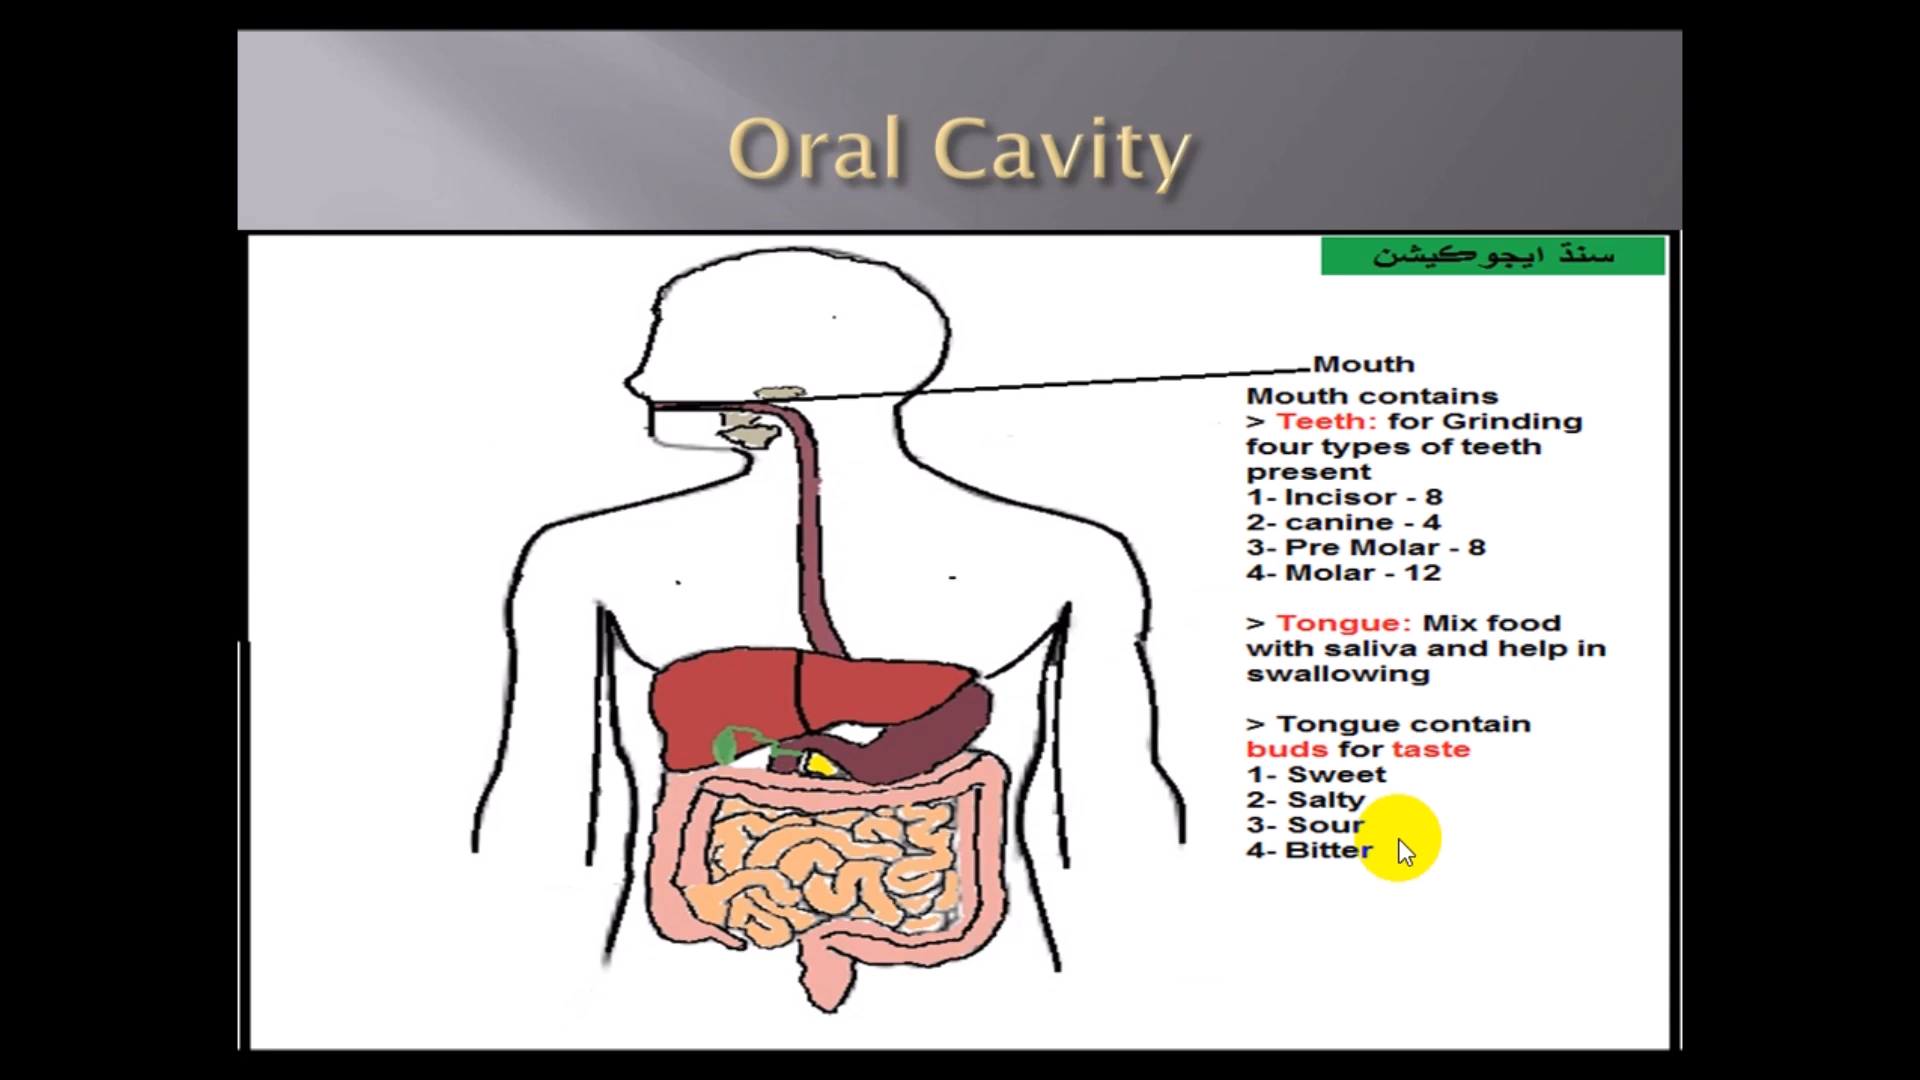 Oral Cavity
سنڌ ايجوڪيشن
Mouth
Mouth contains
> Teeth: for Grinding
four types of teeth
present
1- Incisor - 8
2- canine - 4
3- Pre Molar - 8
4- Molar - 12
> Tongue: Mix food
with saliva and help in
swallowing
> Tongue contain
buds for taste
1- Sweet
2- Salty
3- Sour
4- Bitter